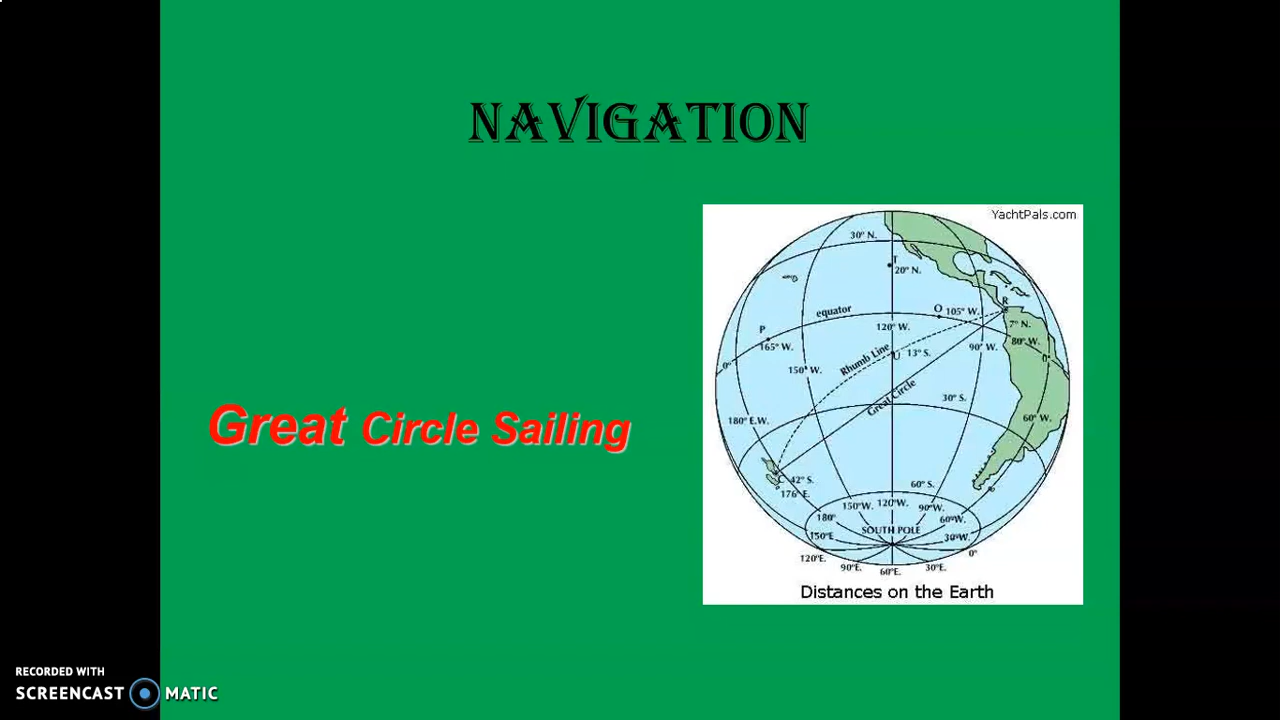 NAVIGATION
YachtPals.com
30° N.
T
20° N.
R
equator
O
105° W.
7° N.
P
120° W.
80° W.
165° W.
U
13° S.
90° W.
0°
0°
Rhumb Line
150° W.
Great Circle
30° S.
180° E.W.
60° W.
Great Circle Sailing
C
42° S.
176° E.
60° S.
150°W.
120°W.
90°W.
180°
60°W.
SOUTH POLE
150°E
30°W.
120°E.
0°
90°E.
60°E.
30°E.
Distances on the Earth
RECORDED WITH
SCREENCAST MATIC